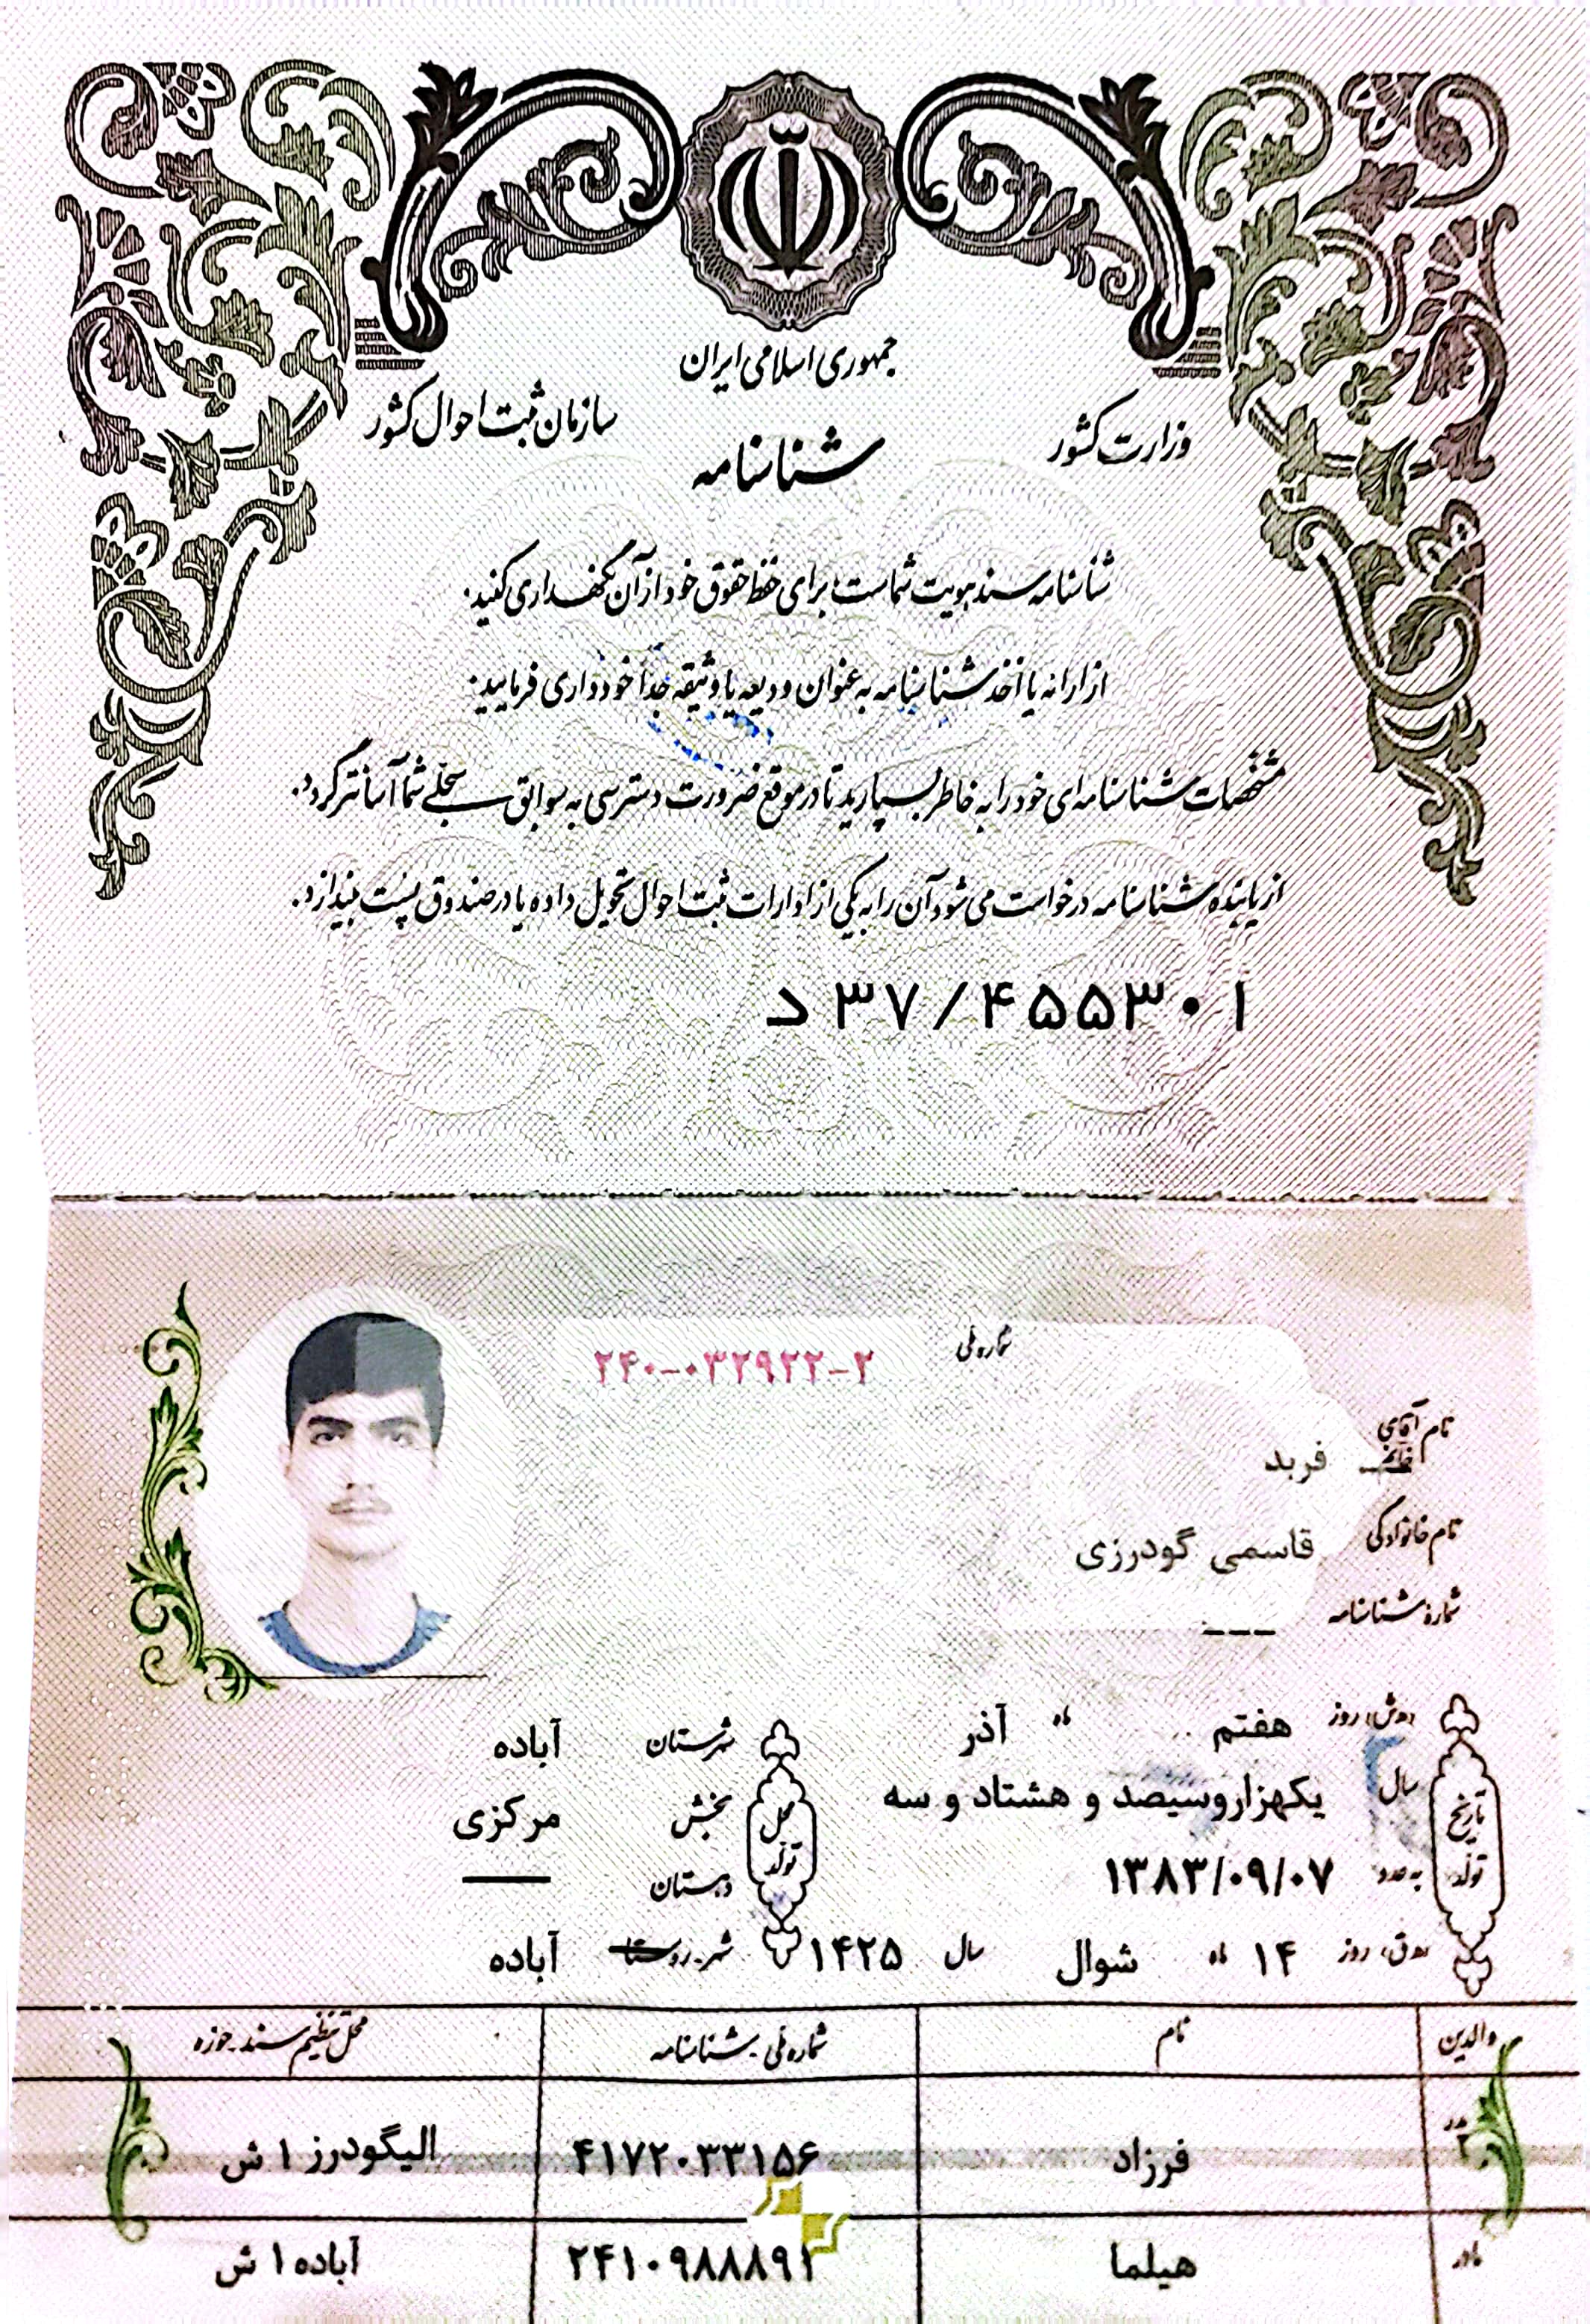 جمهوری اسلامی ایران
وزارت کشور
سازمان ثبت احوال کشور
شناسنامه
شناسنامه سند هویت شماست؛ برای حفظ حقوق خود از آن نگهداری کنید.
از ارائه یا اخذ شناسنامه به عنوان ودیعه یا وثیقه جداً خودداری فرمایید.
مشخصات شناسنامه‌ای خود را به خاطر بسپارید تا در موقع ضرورت دسترسی به سوابق سجلی شما آسانتر گردد.
از یابنده شناسنامه درخواست می‌شود آن را به یکی از ادارات ثبت احوال تحویل داده یا در صندوق پست بیندازد.
د ۳۷/۴۵۵۳۰۱
شماره ملی ۲۴۰-۰۳۲۹۲۲-۲
نام آقای خانم فربد
نام خانوادگی قاسمی گودرزی
شماره شناسنامه ---
تاریخ تولد
(ه‍.ش) روز هفتم ماه آذر
سال یکهزاروسیصد و هشتاد و سه
به عدد ۱۳۸۳/۰۹/۰۷
(ه‍.ق) روز ۱۴ ماه شوال سال ۱۴۲۵
محل تولد
شهرستان آباده
بخش مرکزی
دهستان ——
شهر-روستا آباده
والدین نام شماره ملی-شناسنامه محل تنظیم سند-حوزه
پدر فرزاد ۴۱۷۲۰۳۳۱۵۶ الیگودرز ۱ ش
مادر هیلما ۲۴۱۰۹۸۸۸۹۱ آباده ۱ ش